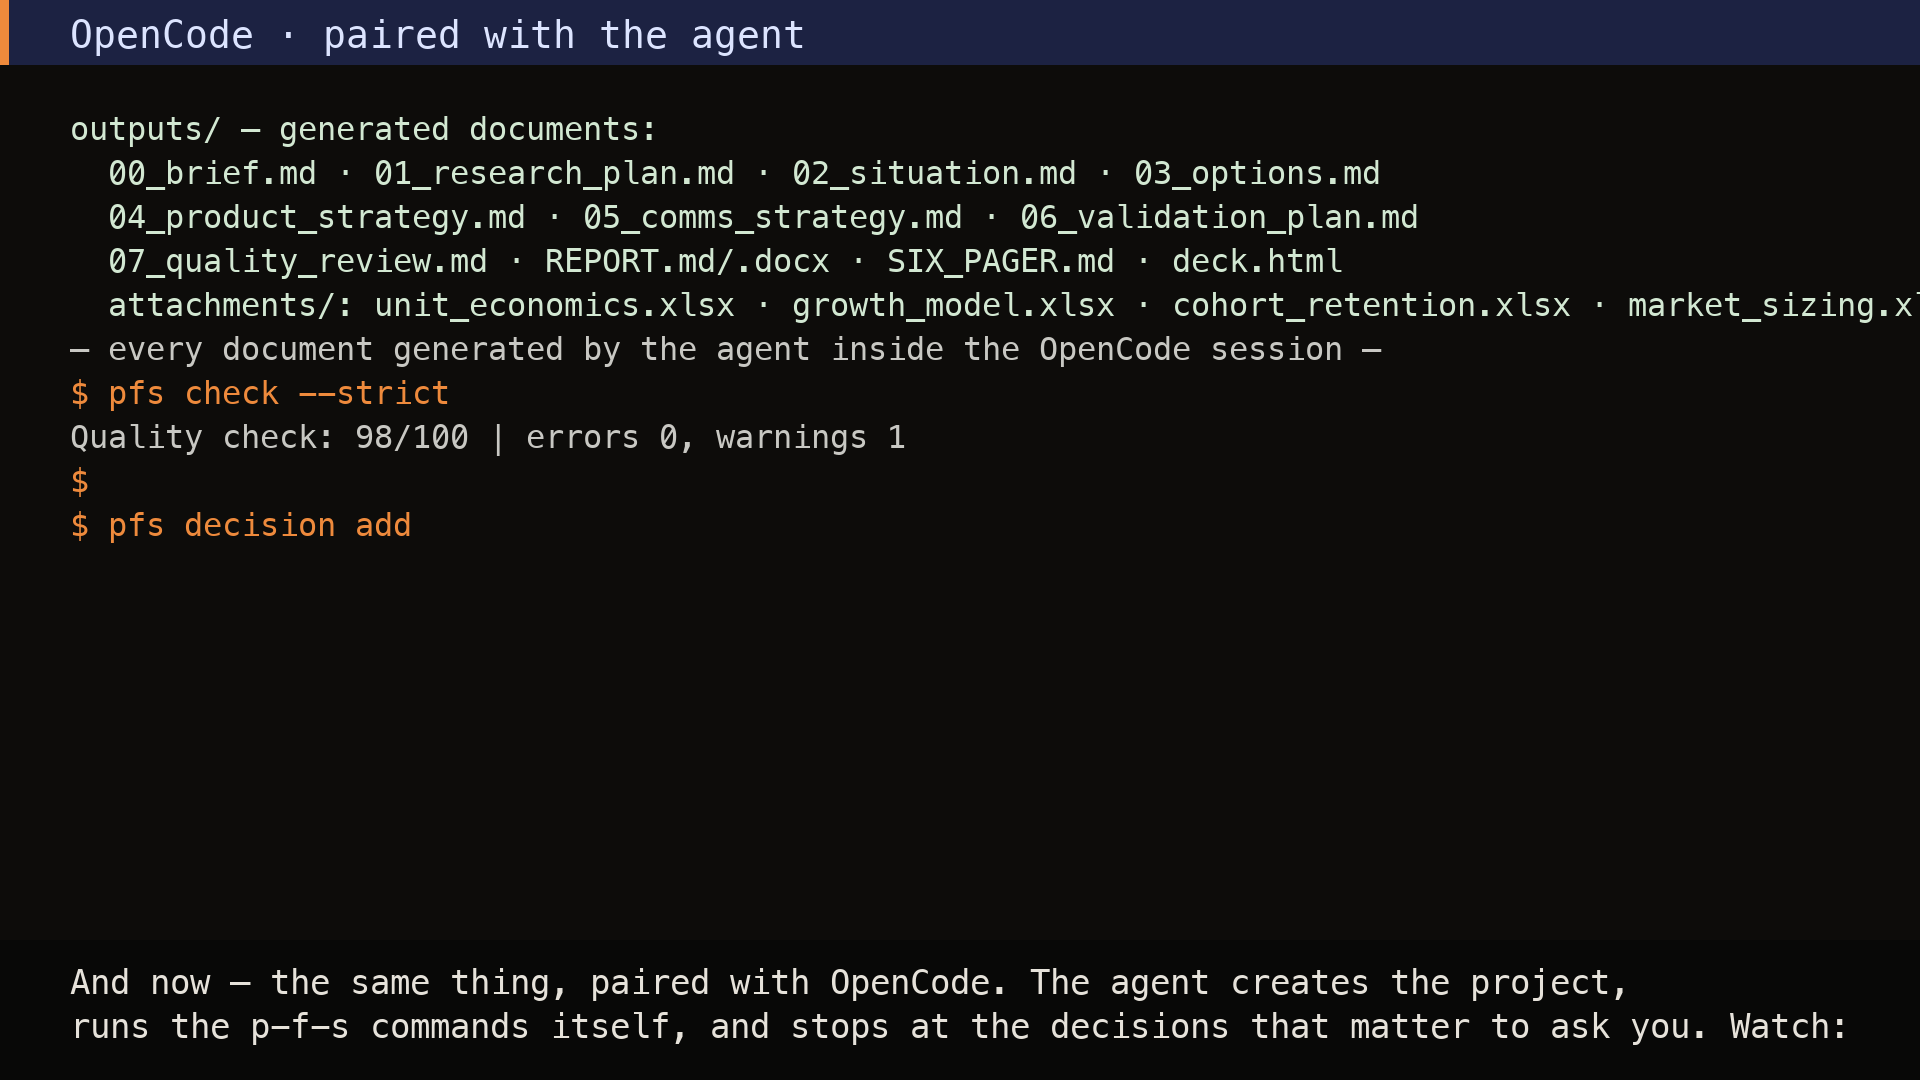 OpenCode · paired with the agent
outputs/ — generated documents:
00_brief.md · 01_research_plan.md · 02_situation.md · 03_options.md
04_product_strategy.md · 05_comms_strategy.md · 06_validation_plan.md
07_quality_review.md · REPORT.md/.docx · SIX_PAGER.md · deck.html
attachments/: unit_economics.xlsx · growth_model.xlsx · cohort_retention.xlsx · market_sizing.xl
— every document generated by the agent inside the OpenCode session —
$ pfs check --strict
Quality check: 98/100 | errors 0, warnings 1
$
$ pfs decision add
And now — the same thing, paired with OpenCode. The agent creates the project,
runs the p-f-s commands itself, and stops at the decisions that matter to ask you. Watch: